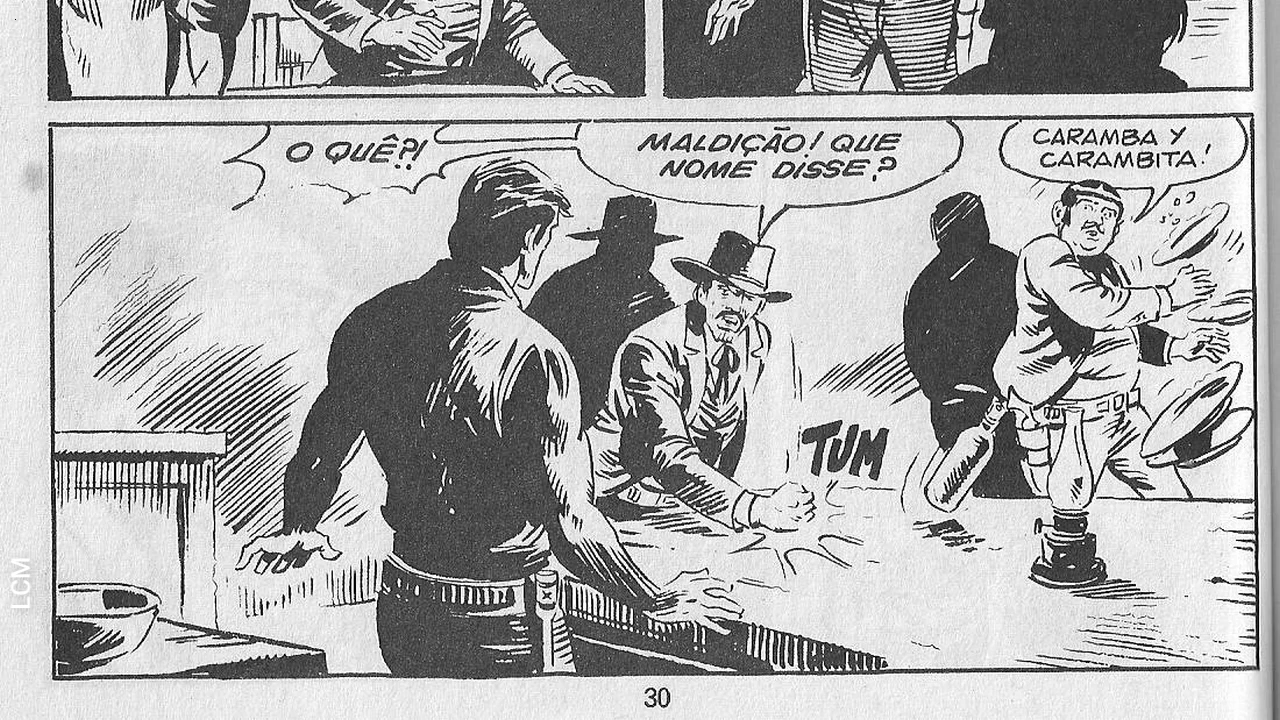 O QUÊ?!
MALDIÇÃO! QUE
NOME DISSE?
CARAMBA Y
CARAMBITA!
TUM
30
LCM